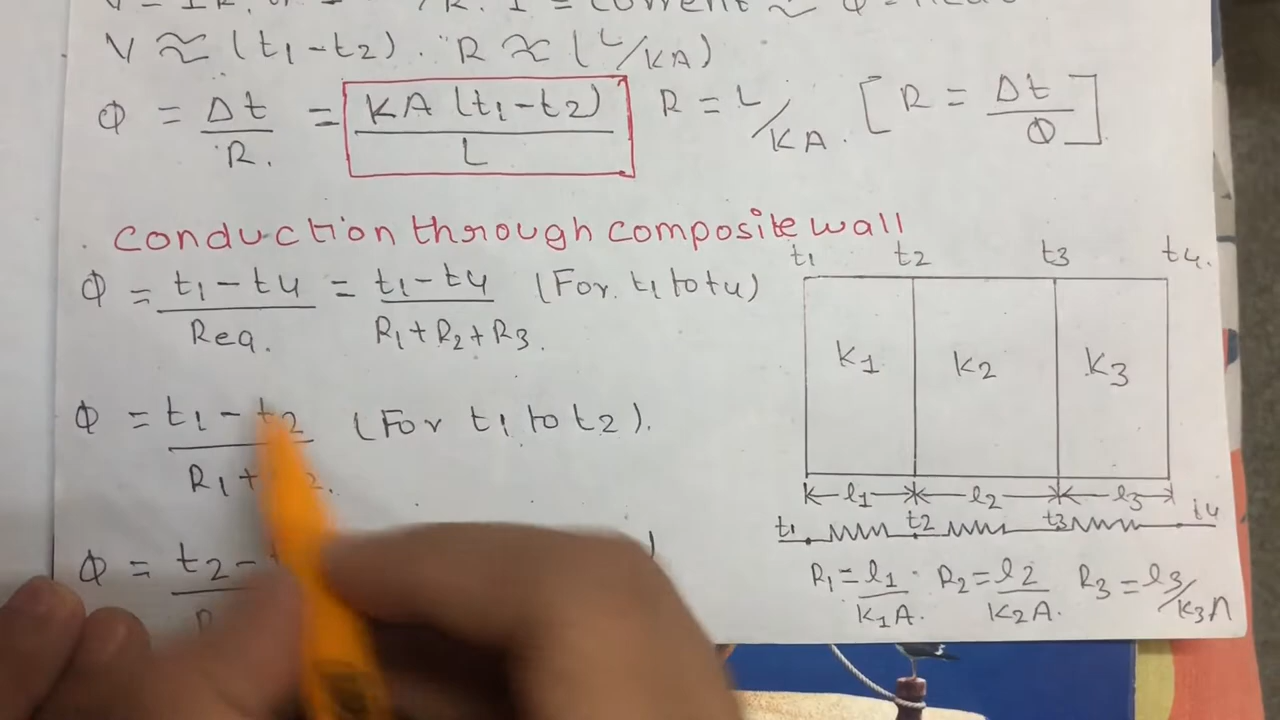 V ≈ (t1-t2). R ≈ (L/KA)
Φ = Δt/R. = KA(t1-t2)/L R = L/KA. [R = Δt/Φ]
conduction through composite wall
Φ = t1-t4/Req. = t1-t4/R1+R2+R3. (For t1 to t4)
Φ = t1-t2/R1+ (For t1 to t2).
Φ = t2-
t1 t2 t3 t4.
K1 K2 K3
l1 l2 l3
t1 t2 t3 t4
R1 = l1/K1A. R2 = l2/K2A. R3 = l3/K3A